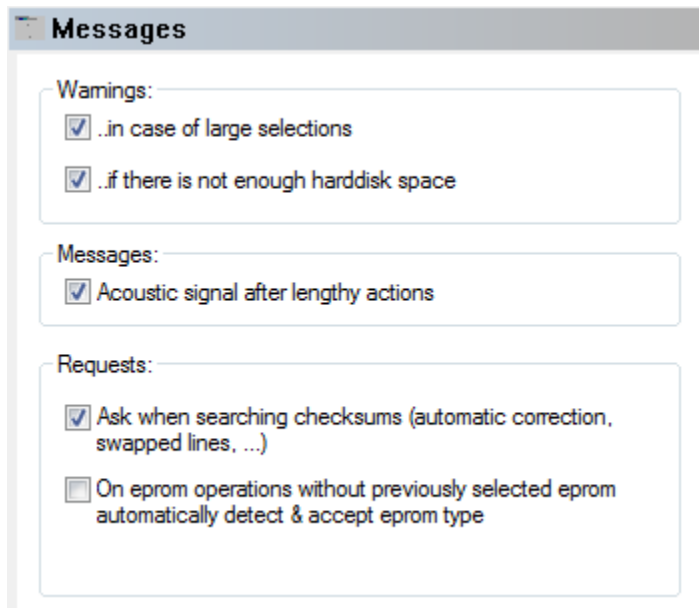 Messages
Warnings:
..in case of large selections
..if there is not enough harddisk space
Messages:
Acoustic signal after lengthy actions
Requests:
Ask when searching checksums (automatic correction,
swapped lines, ...)
On eprom operations without previously selected eprom
automatically detect & accept eprom type